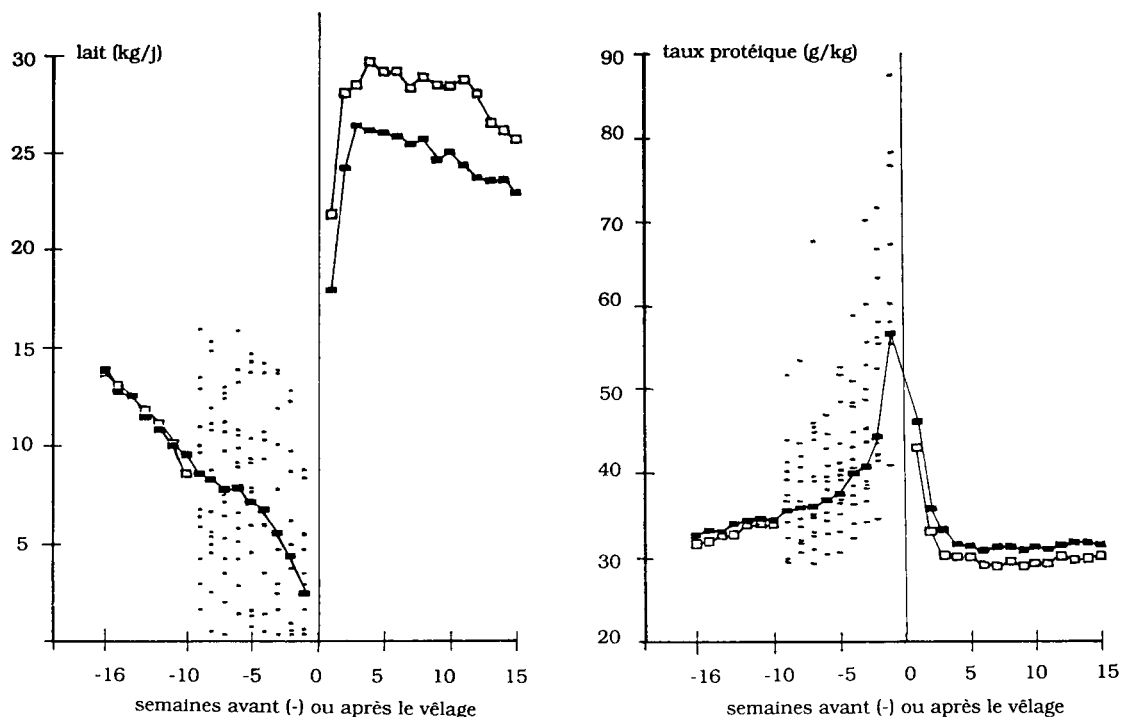 lait (kg/j)
30
25
20
15
10
5
-16 -10 -5 0 5 10 15
semaines avant (-) ou après le vêlage
taux protéique (g/kg)
90
80
70
60
50
40
30
20
-16 -10 -5 0 5 10 15
semaines avant (-) ou après le vêlage